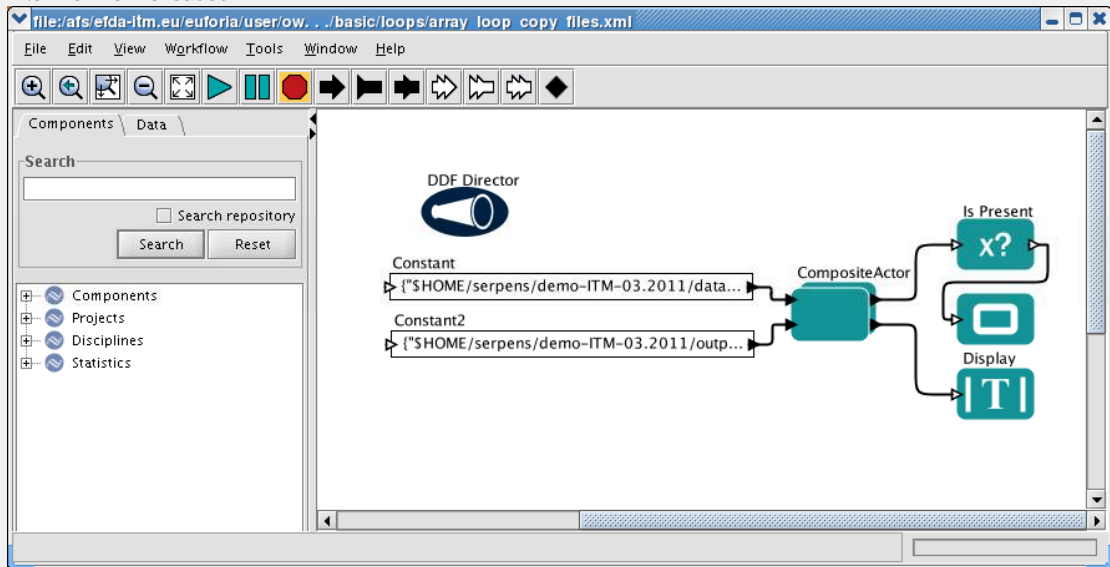 file:/afs/efda-itm.eu/euforia/user/ow. . ./basic/loops/array_loop_copy_files.xml
File Edit View Workflow Tools Window Help
Components Data
Search
Search repository
Search Reset
Components
Projects
Disciplines
Statistics
DDF Director
Constant
{"$HOME/serpens/demo-ITM-03.2011/data...
Constant2
{"$HOME/serpens/demo-ITM-03.2011/outp...
CompositeActor
Is Present
x?
Display
T